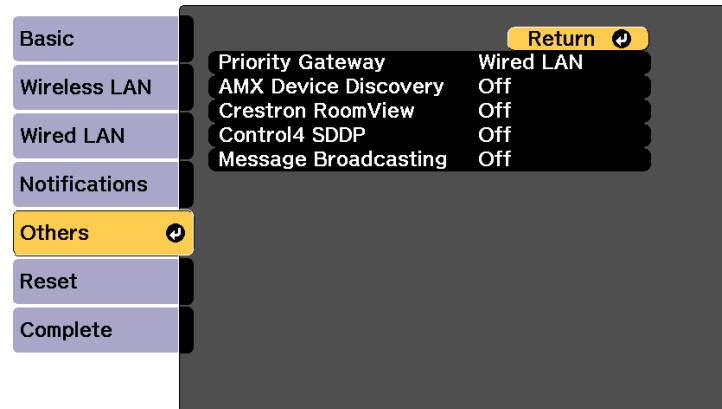 Basic
Wireless LAN
Wired LAN
Notifications
Others
Reset
Complete
Return
Priority Gateway Wired LAN
AMX Device Discovery Off
Crestron RoomView Off
Control4 SDDP Off
Message Broadcasting Off